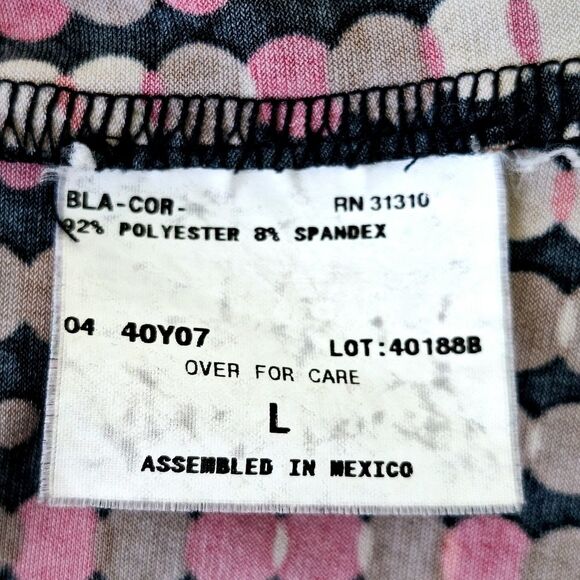 BLA-COR- RN 31310
92% POLYESTER 8% SPANDEX
04 40Y07 LOT:40188B
OVER FOR CARE
L
ASSEMBLED IN MEXICO